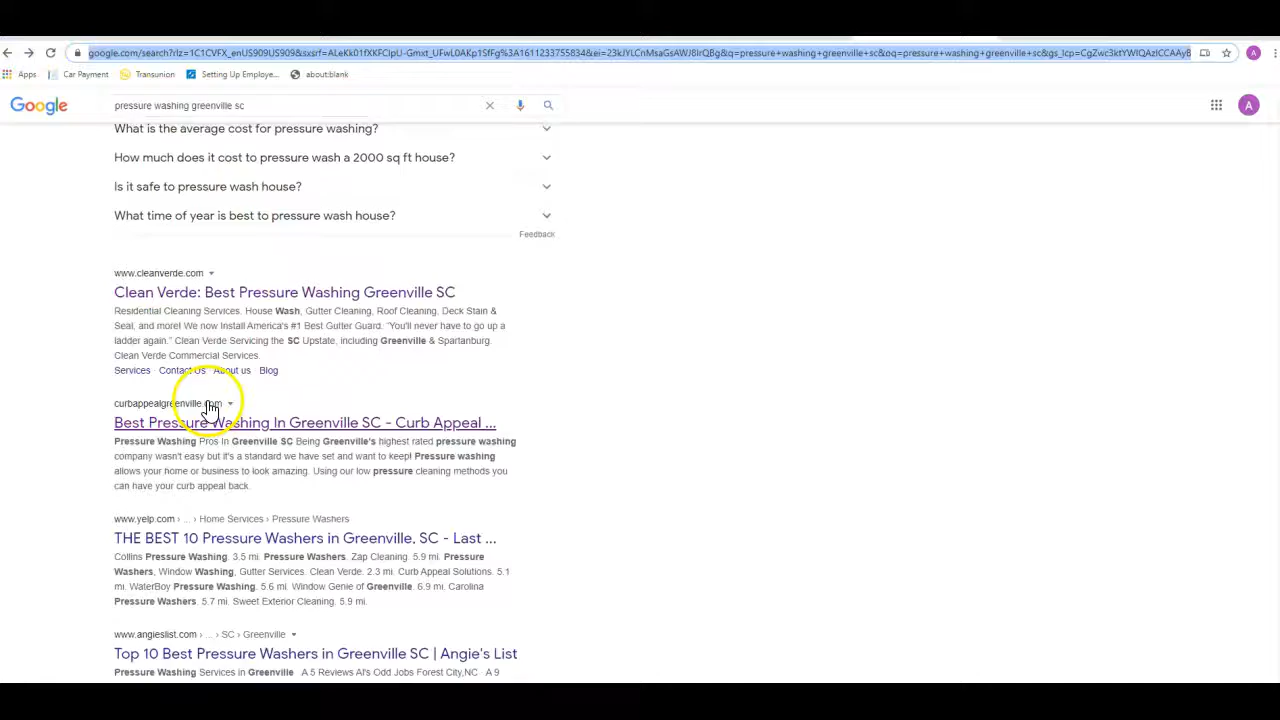 google.com/search?rlz=1C1CVFX_enUS909US909&sxsrf=ALeKk01fXKFCipU-Gmxt_UFwL0AKp1SfFg%3A1611233755834&ei=23kJYLCnMsaGsAWJ8IrQBg&q=pressure+washing+greenville+sc&oq=pressure+washing+greenville+sc&gs_lcp=CgZwc3ktYWIQAzICCAAyB
Apps Car Payment Transunion Setting Up Employe... about:blank
Google pressure washing greenville sc A
What is the average cost for pressure washing?
How much does it cost to pressure wash a 2000 sq ft house?
Is it safe to pressure wash house?
What time of year is best to pressure wash house?
Feedback
www.cleanverde.com
Clean Verde: Best Pressure Washing Greenville SC
Residential Cleaning Services. House Wash, Gutter Cleaning, Roof Cleaning, Deck Stain &
Seal, and more! We now Install America's #1 Best Gutter Guard. "You'll never have to go up a
ladder again." Clean Verde Servicing the SC Upstate, including Greenville & Spartanburg.
Clean Verde Commercial Services.
Services · Contact Us · About us · Blog
curbappealgreenville.com
Best Pressure Washing In Greenville SC - Curb Appeal ...
Pressure Washing Pros In Greenville SC Being Greenville's highest rated pressure washing
company wasn't easy but it's a standard we have set and want to keep! Pressure washing
allows your home or business to look amazing. Using our low pressure cleaning methods you
can have your curb appeal back.
www.yelp.com › ... › Home Services › Pressure Washers
THE BEST 10 Pressure Washers in Greenville, SC - Last ...
Collins Pressure Washing. 3.5 mi. Pressure Washers. Zap Cleaning. 5.9 mi. Pressure
Washers, Window Washing, Gutter Services. Clean Verde. 2.3 mi. Curb Appeal Solutions. 5.1
mi. WaterBoy Pressure Washing. 5.6 mi. Window Genie of Greenville. 6.9 mi. Carolina
Pressure Washers. 5.7 mi. Sweet Exterior Cleaning. 5.9 mi.
www.angieslist.com › ... › SC › Greenville
Top 10 Best Pressure Washers in Greenville SC | Angie's List
Pressure Washing Services in Greenville · A 5 Reviews Al's Odd Jobs Forest City,NC · A 9